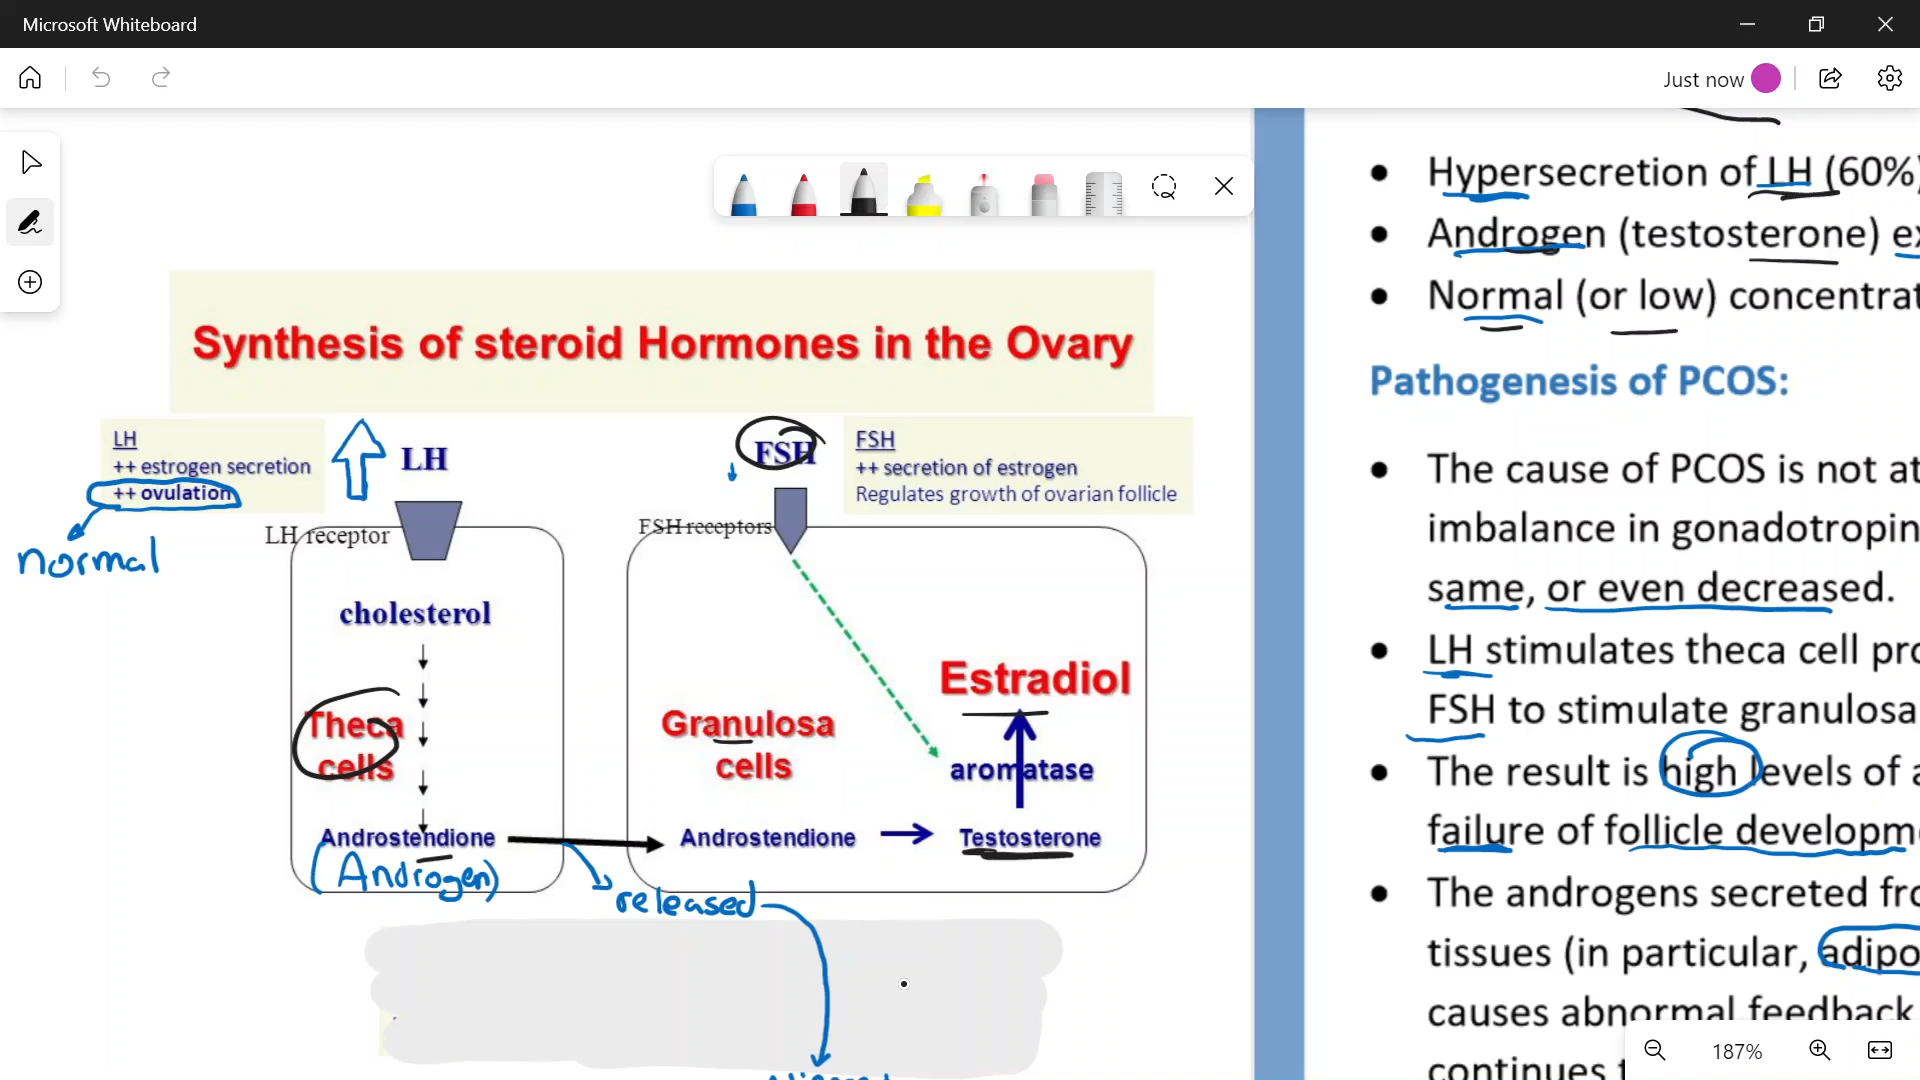 Microsoft Whiteboard
Just now
Synthesis of steroid Hormones in the Ovary
LH
++ estrogen secretion
++ ovulation
normal
LH
FSH
FSH
++ secretion of estrogen
Regulates growth of ovarian follicle
LH receptor
FSH receptors
cholesterol
Theca
cells
Granulosa
cells
Estradiol
aromatase
Androstendione
Androstendione
Testosterone
(Androgen)
released
Hypersecretion of LH (60%)
Androgen (testosterone)
Normal (or low)
Pathogenesis of PCOS:
The cause of PCOS is not
imbalance in gonadotropin
same, or even decreased.
LH stimulates theca cell
FSH to stimulate granulosa
The result is high levels of
failure of follicle
The androgens secreted
tissues (in particular,
causes abnormal feedback
continues
187%